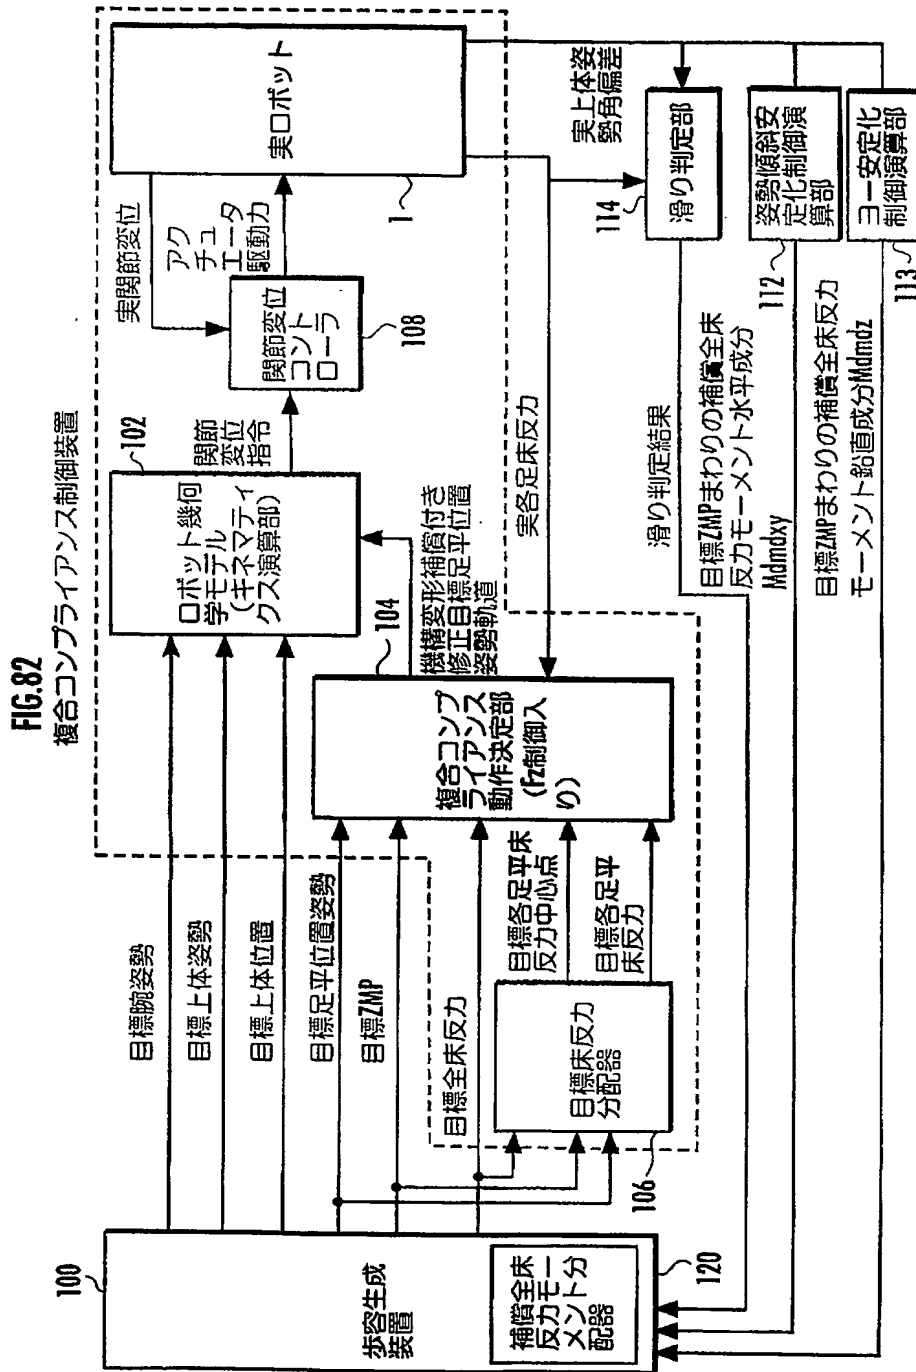 FIG.82
複合コンプライアンス制御装置
100
歩容生成
装置
補償全床
反力モー
メント分
配器
120
目標腕姿勢
目標上体姿勢
目標上体位置
目標足平位置姿勢
目標ZMP
目標全床反力
106
目標床反力
分配器
目標各足平床
反力中心点
目標各足平
床反力
102
ロボット幾何
学モデル
(キネマティ
クス演算部)
104
複合コンプ
ライアンス
動作決定部
(Fz制御入
り)
機構変形補償付き
修正目標足平位置
姿勢軌道
関節
変位
指令
関節変位
コント
ローラ
108
実関節変位
アク
チュ
エータ
駆動力
実ロボット
1
実各足床反力
実上体姿
勢角偏差
滑り判定部
114
滑り判定結果
姿勢傾斜安
定化制御演
算部
112
目標ZMPまわりの補償全床
反力モーメント水平成分
Mdmdxy
ヨー安定化
制御演算部
113
目標ZMPまわりの補償全床反力
モーメント鉛直成分Mdmdz